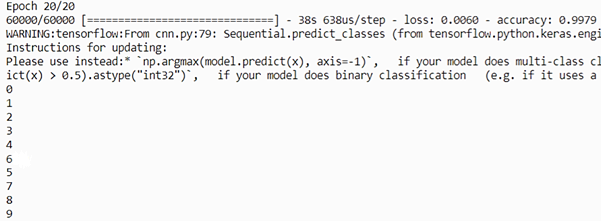 Epoch 20/20
60000/60000 [==============================] - 38s 638us/step - loss: 0.0060 - accuracy: 0.9979
WARNING:tensorflow:From cnn.py:79: Sequential.predict_classes (from tensorflow.python.keras.engi
Instructions for updating:
Please use instead:* `np.argmax(model.predict(x), axis=-1)`,   if your model does multi-class cl
ict(x) > 0.5).astype("int32")`,   if your model does binary classification   (e.g. if it uses a
0
1
2
3
4
6
5
7
8
9